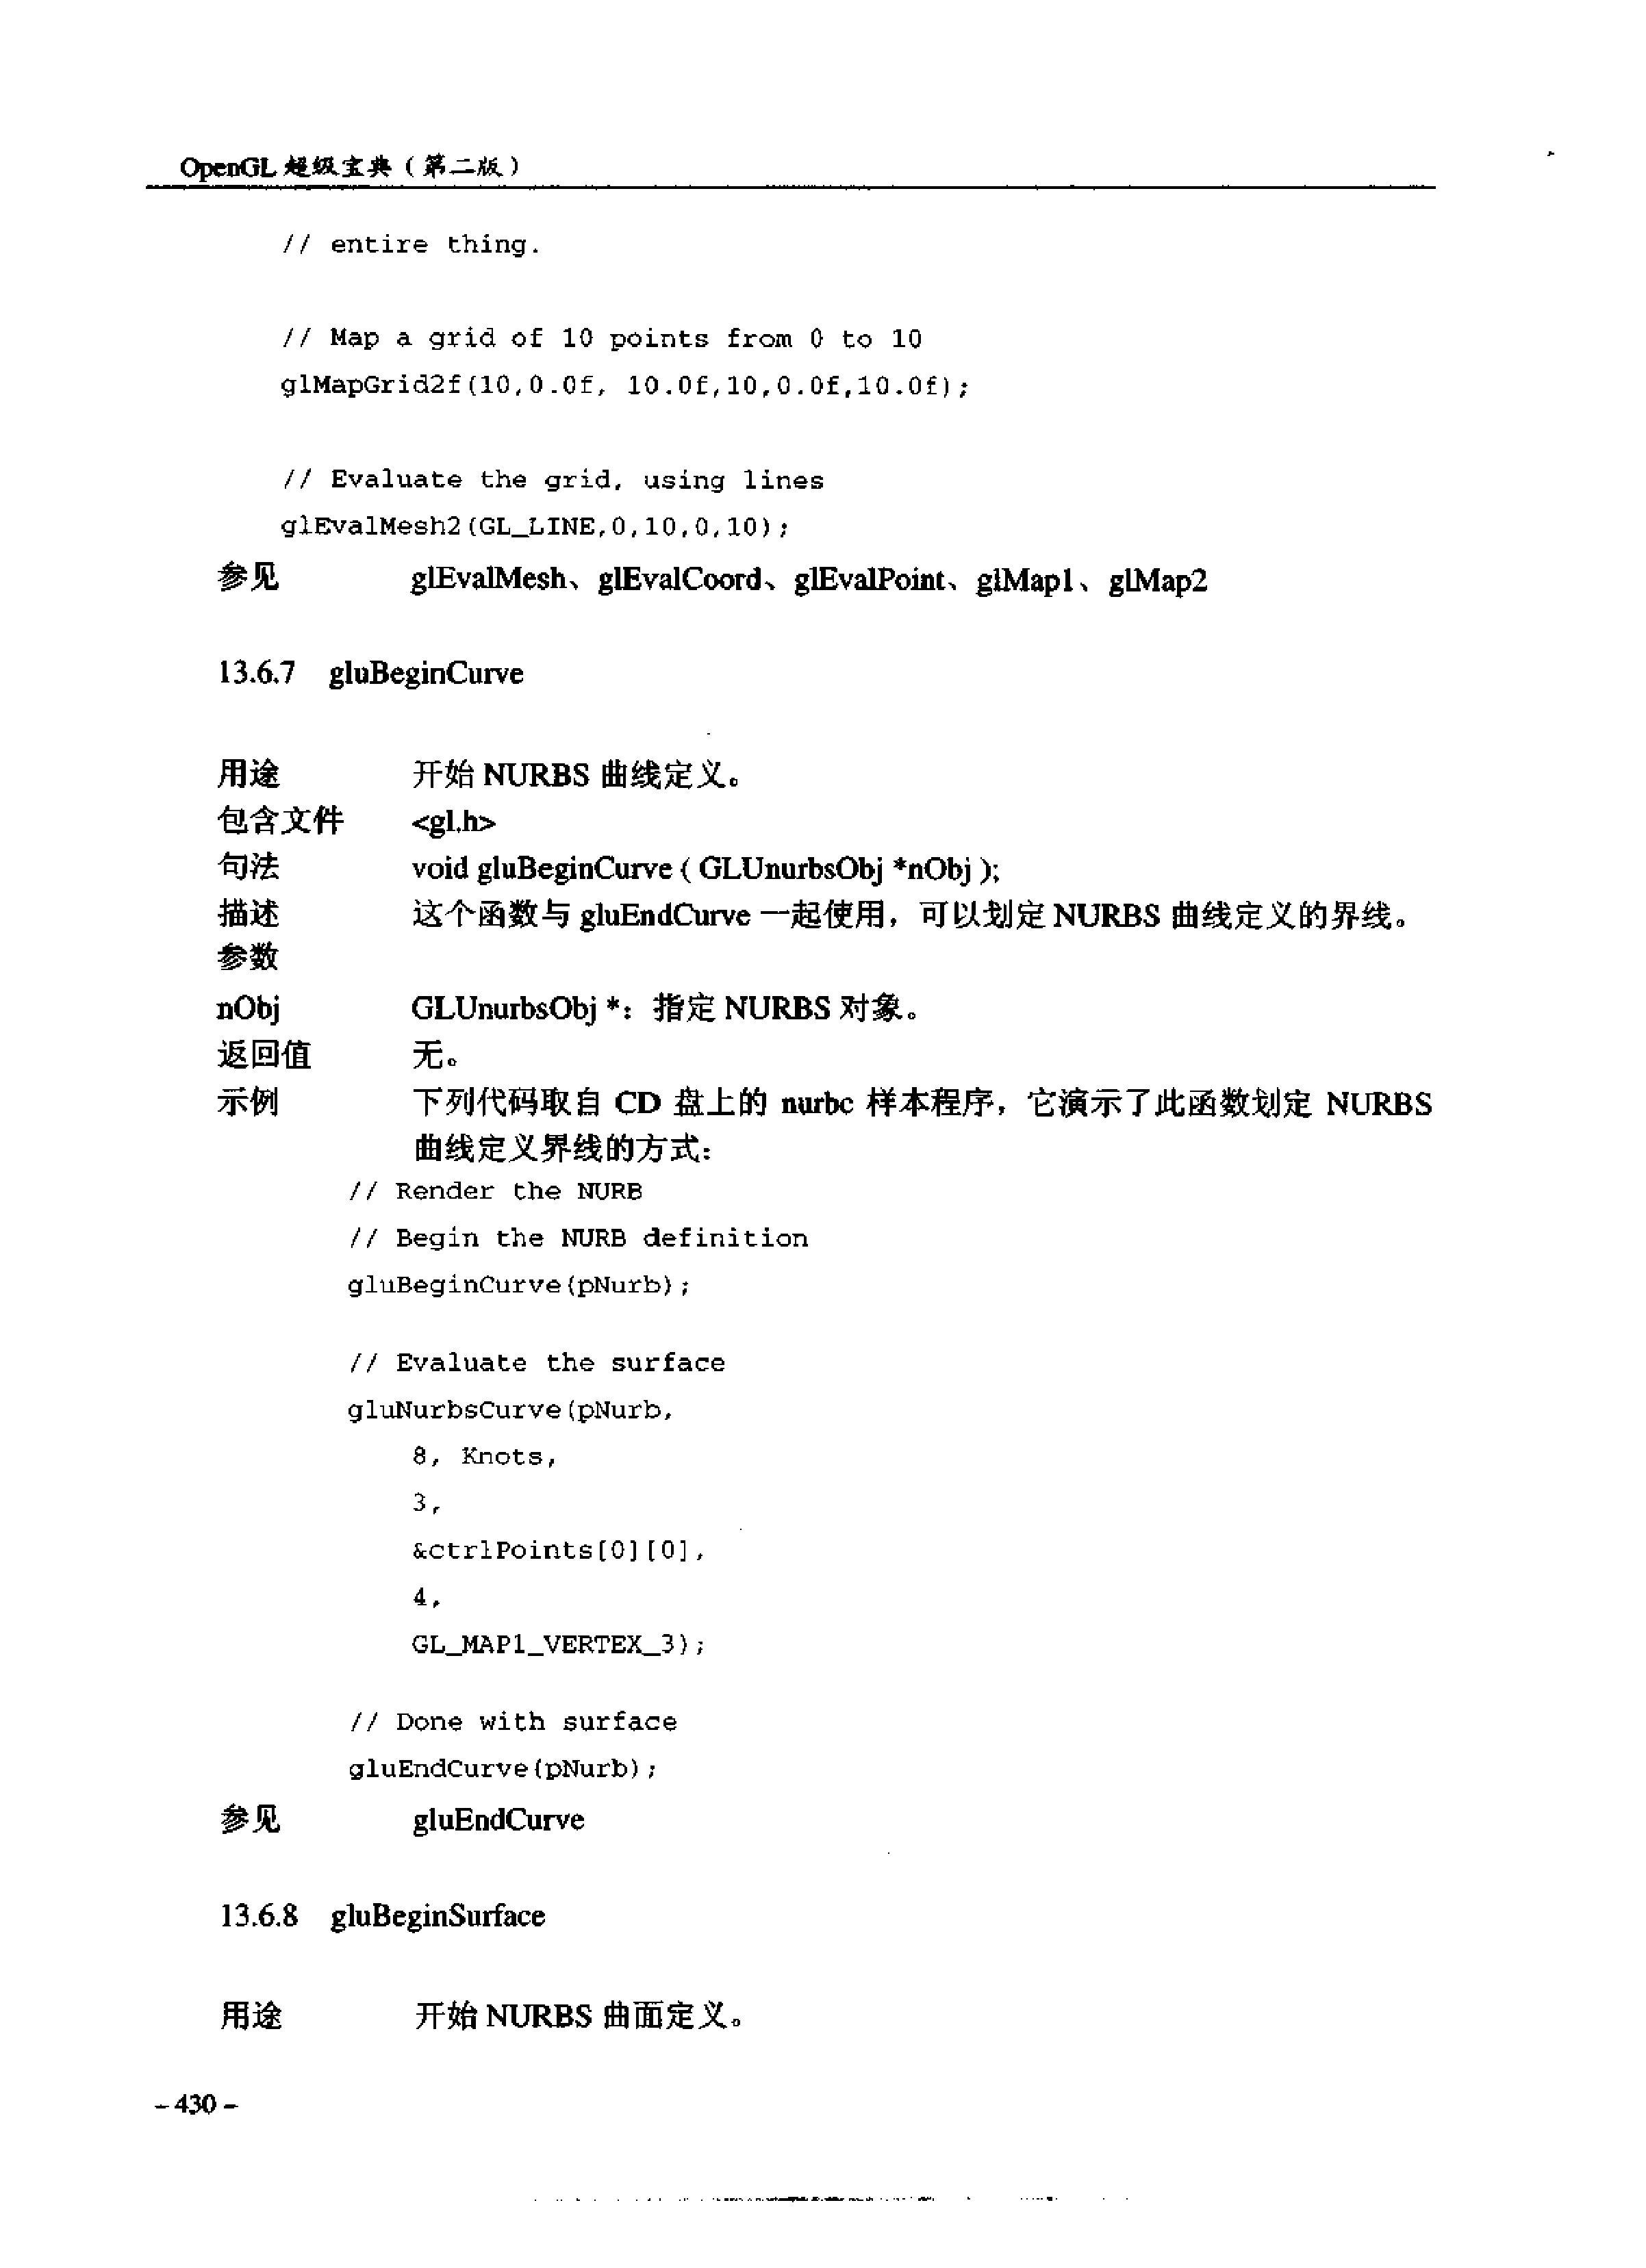 OpenGL 超级宝典（第二版）
// entire thing.
// Map a grid of 10 points from 0 to 10
glMapGrid2f(10,0.0f, 10.0f,10,0.0f,10.0f);
// Evaluate the grid, using lines
glEvalMesh2(GL_LINE,0,10,0,10);
参见 glEvalMesh、glEvalCoord、glEvalPoint、glMap1、glMap2
13.6.7 gluBeginCurve
用途 开始 NURBS 曲线定义。
包含文件 <gl.h>
句法 void gluBeginCurve ( GLUnurbsObj *nObj );
描述 这个函数与 gluEndCurve 一起使用，可以划定 NURBS 曲线定义的界线。
参数
nObj GLUnurbsObj *：指定 NURBS 对象。
返回值 无。
示例 下列代码取自 CD 盘上的 nurbc 样本程序，它演示了此函数划定 NURBS
曲线定义界线的方式：
// Render the NURB
// Begin the NURB definition
gluBeginCurve(pNurb);
// Evaluate the surface
gluNurbsCurve(pNurb,
8, Knots,
3,
&ctrlPoints[0][0],
4,
GL_MAP1_VERTEX_3);
// Done with surface
gluEndCurve(pNurb);
参见 gluEndCurve
13.6.8 gluBeginSurface
用途 开始 NURBS 曲面定义。
- 430 -